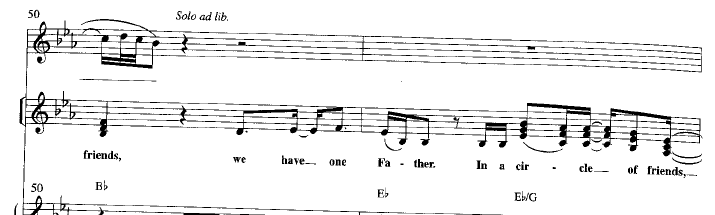 50
Solo ad lib.
friends, we have one Fa - ther. In a cir - cle of friends,
50
B♭ E♭ E♭/G